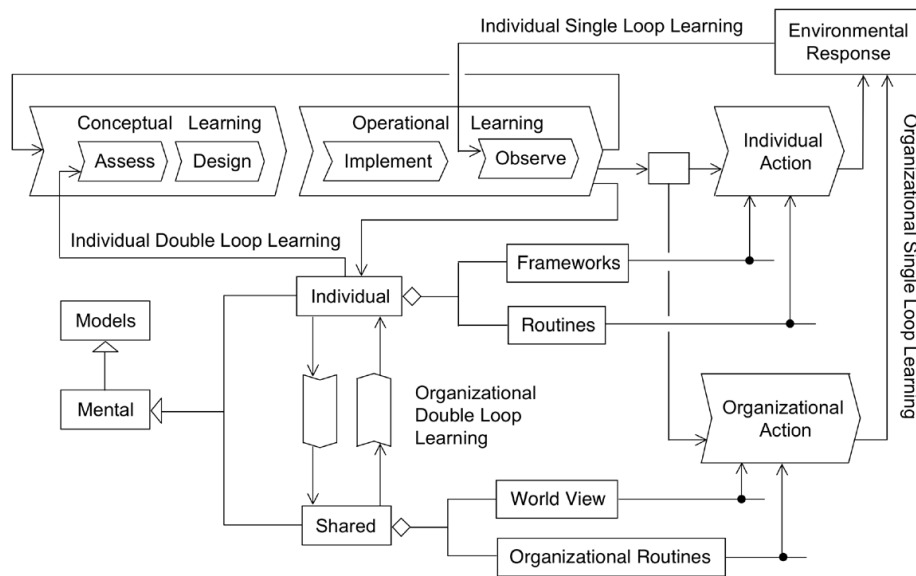 Individual Single Loop Learning
Environmental
Response
Conceptual Learning
Assess
Design
Operational Learning
Implement
Observe
Individual
Action
Organizational Single Loop Learning
Individual Double Loop Learning
Frameworks
Individual
Routines
Models
Mental
Organizational
Double Loop
Learning
Organizational
Action
World View
Shared
Organizational Routines